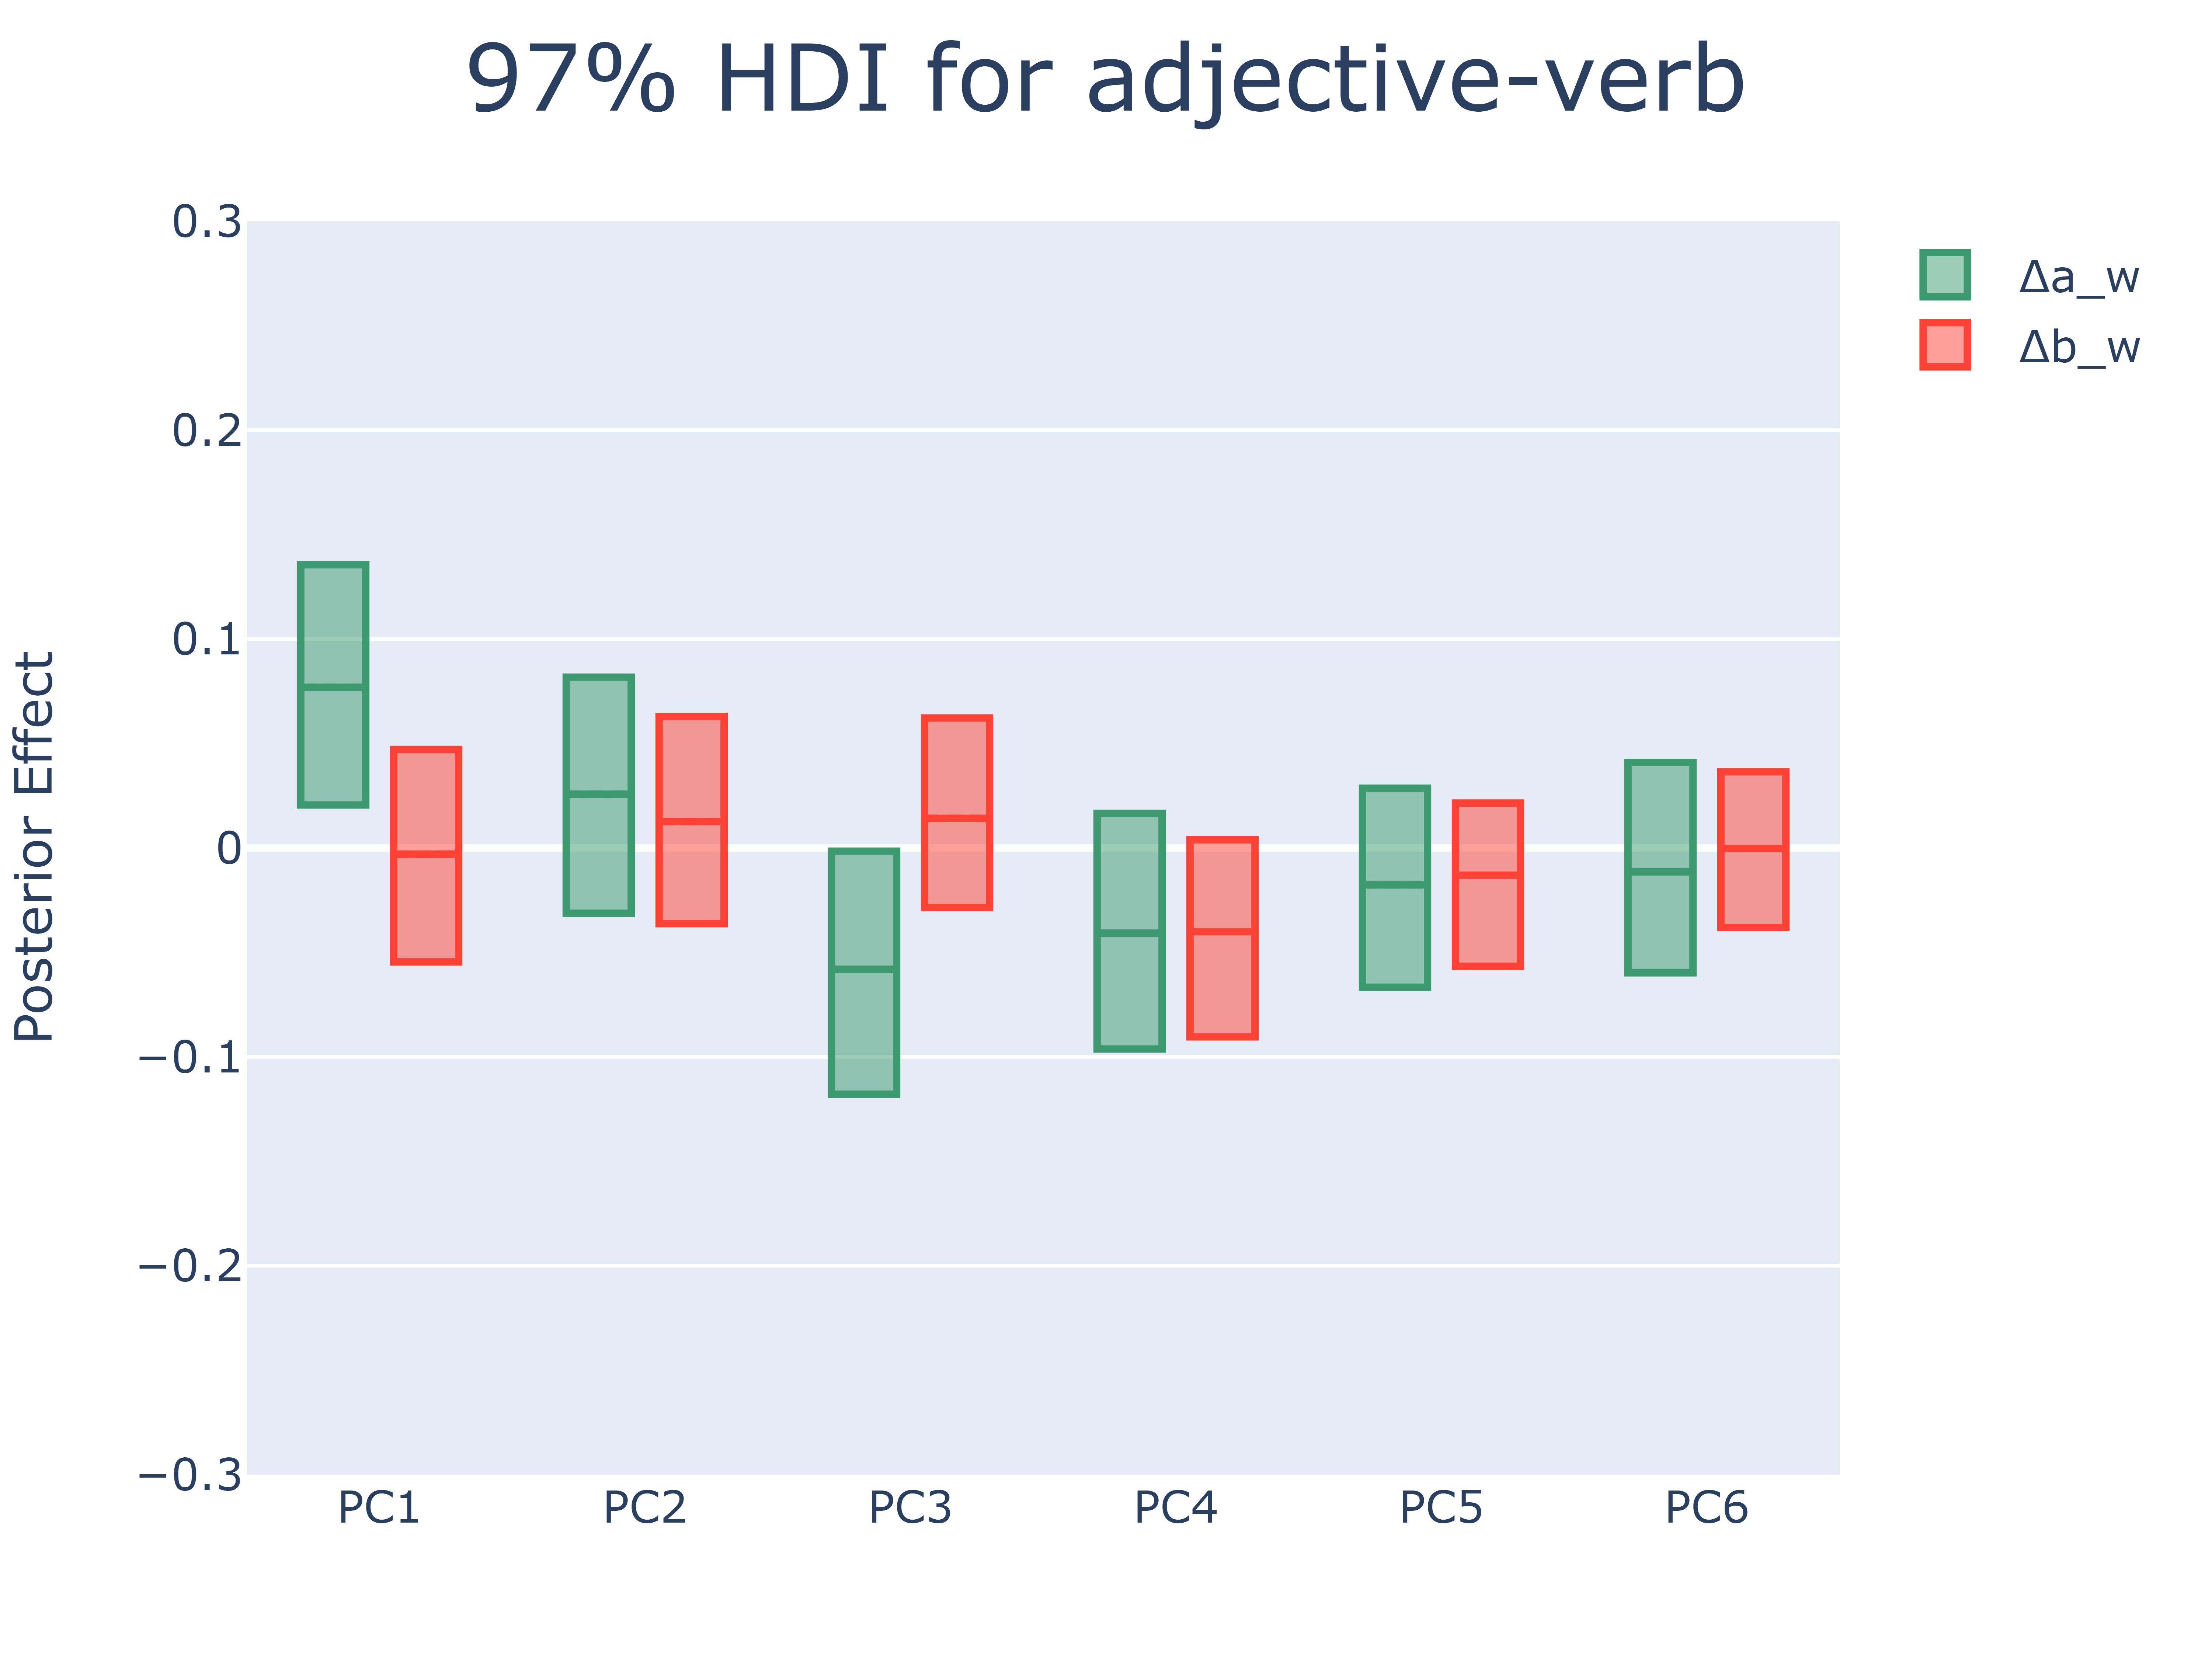 97% HDI for adjective-verb
Posterior Effect
0.3
0.2
0.1
0
−0.1
−0.2
−0.3
PC1 PC2 PC3 PC4 PC5 PC6
Δa_w
Δb_w